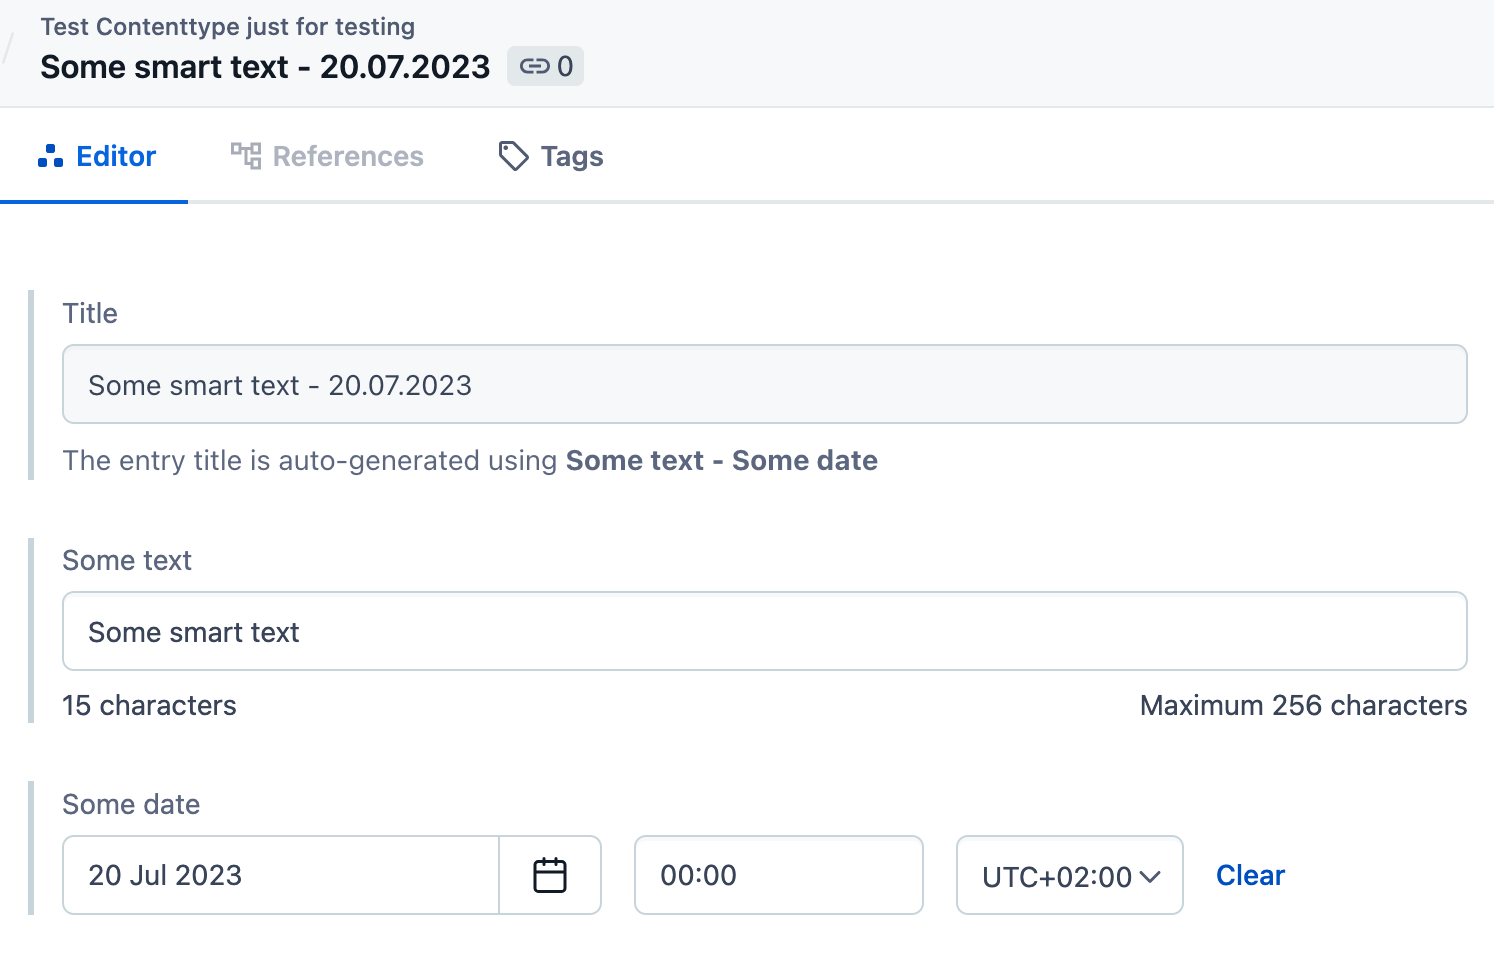 Test Contenttype just for testing
Some smart text - 20.07.2023 0
Editor References Tags
Title
Some smart text - 20.07.2023
The entry title is auto-generated using Some text - Some date
Some text
Some smart text
15 characters Maximum 256 characters
Some date
20 Jul 2023 00:00 UTC+02:00 Clear